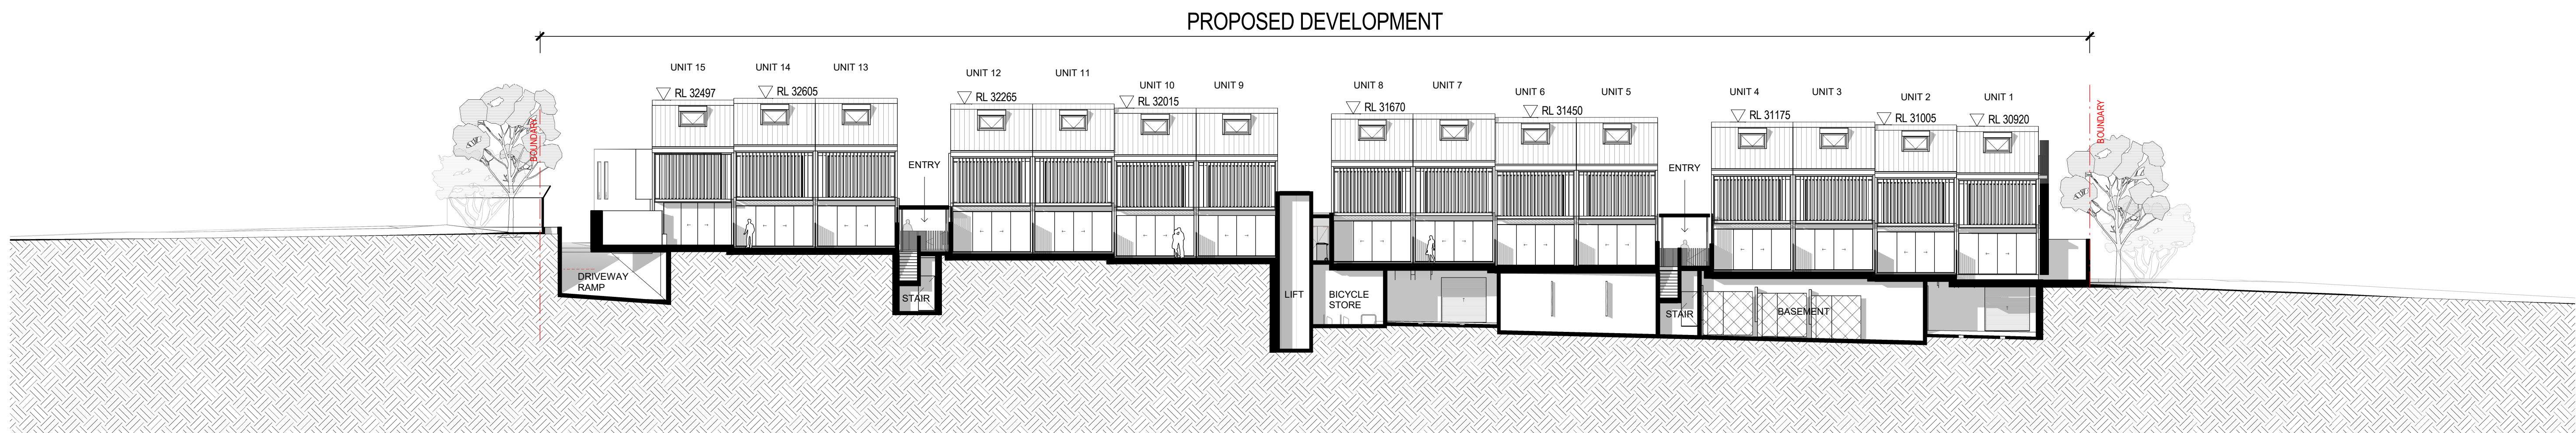 PROPOSED DEVELOPMENT
UNIT 15
UNIT 14
UNIT 13
UNIT 12
UNIT 11
UNIT 10
UNIT 9
UNIT 8
UNIT 7
UNIT 6
UNIT 5
UNIT 4
UNIT 3
UNIT 2
UNIT 1
RL 32497
RL 32605
RL 32265
RL 32015
RL 31670
RL 31450
RL 31175
RL 31005
RL 30920
BOUNDARY
BOUNDARY
ENTRY
ENTRY
DRIVEWAY
RAMP
STAIR
LIFT
BICYCLE
STORE
STAIR
BASEMENT